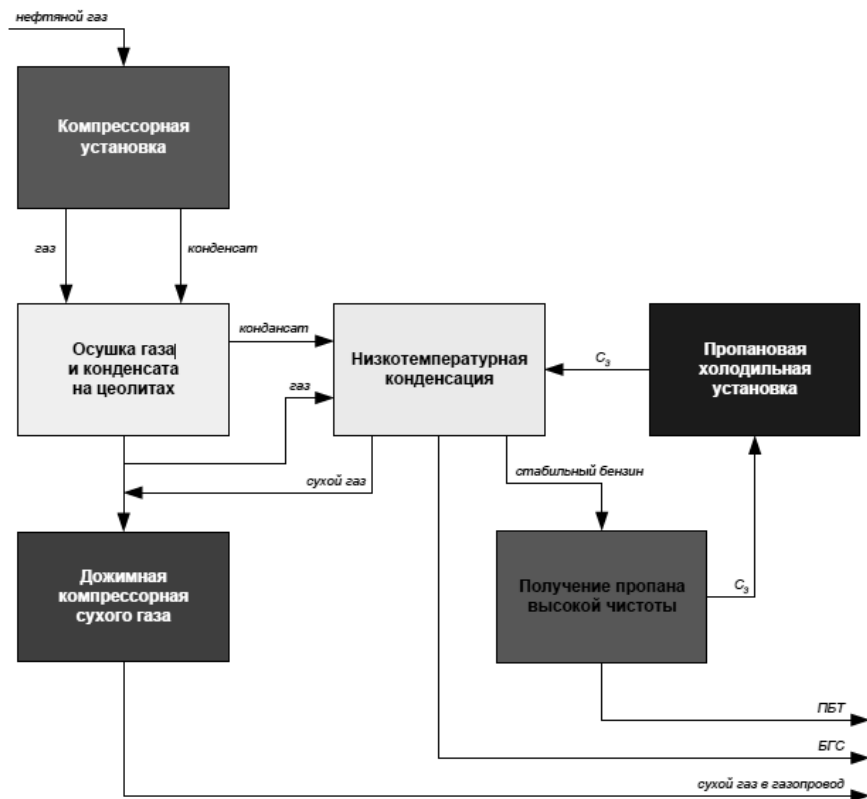 нефтяной газ
Компрессорная
установка
газ
конденсат
Осушка газа
и конденсата
на цеолитах
кондансат
газ
Низкотемпературная
конденсация
C₃
Пропановая
холодильная
установка
сухой газ
стабильный бензин
Дожимная
компрессорная
сухого газа
Получение пропана
высокой чистоты
C₃
ПБТ
БГС
сухой газ в газопровод